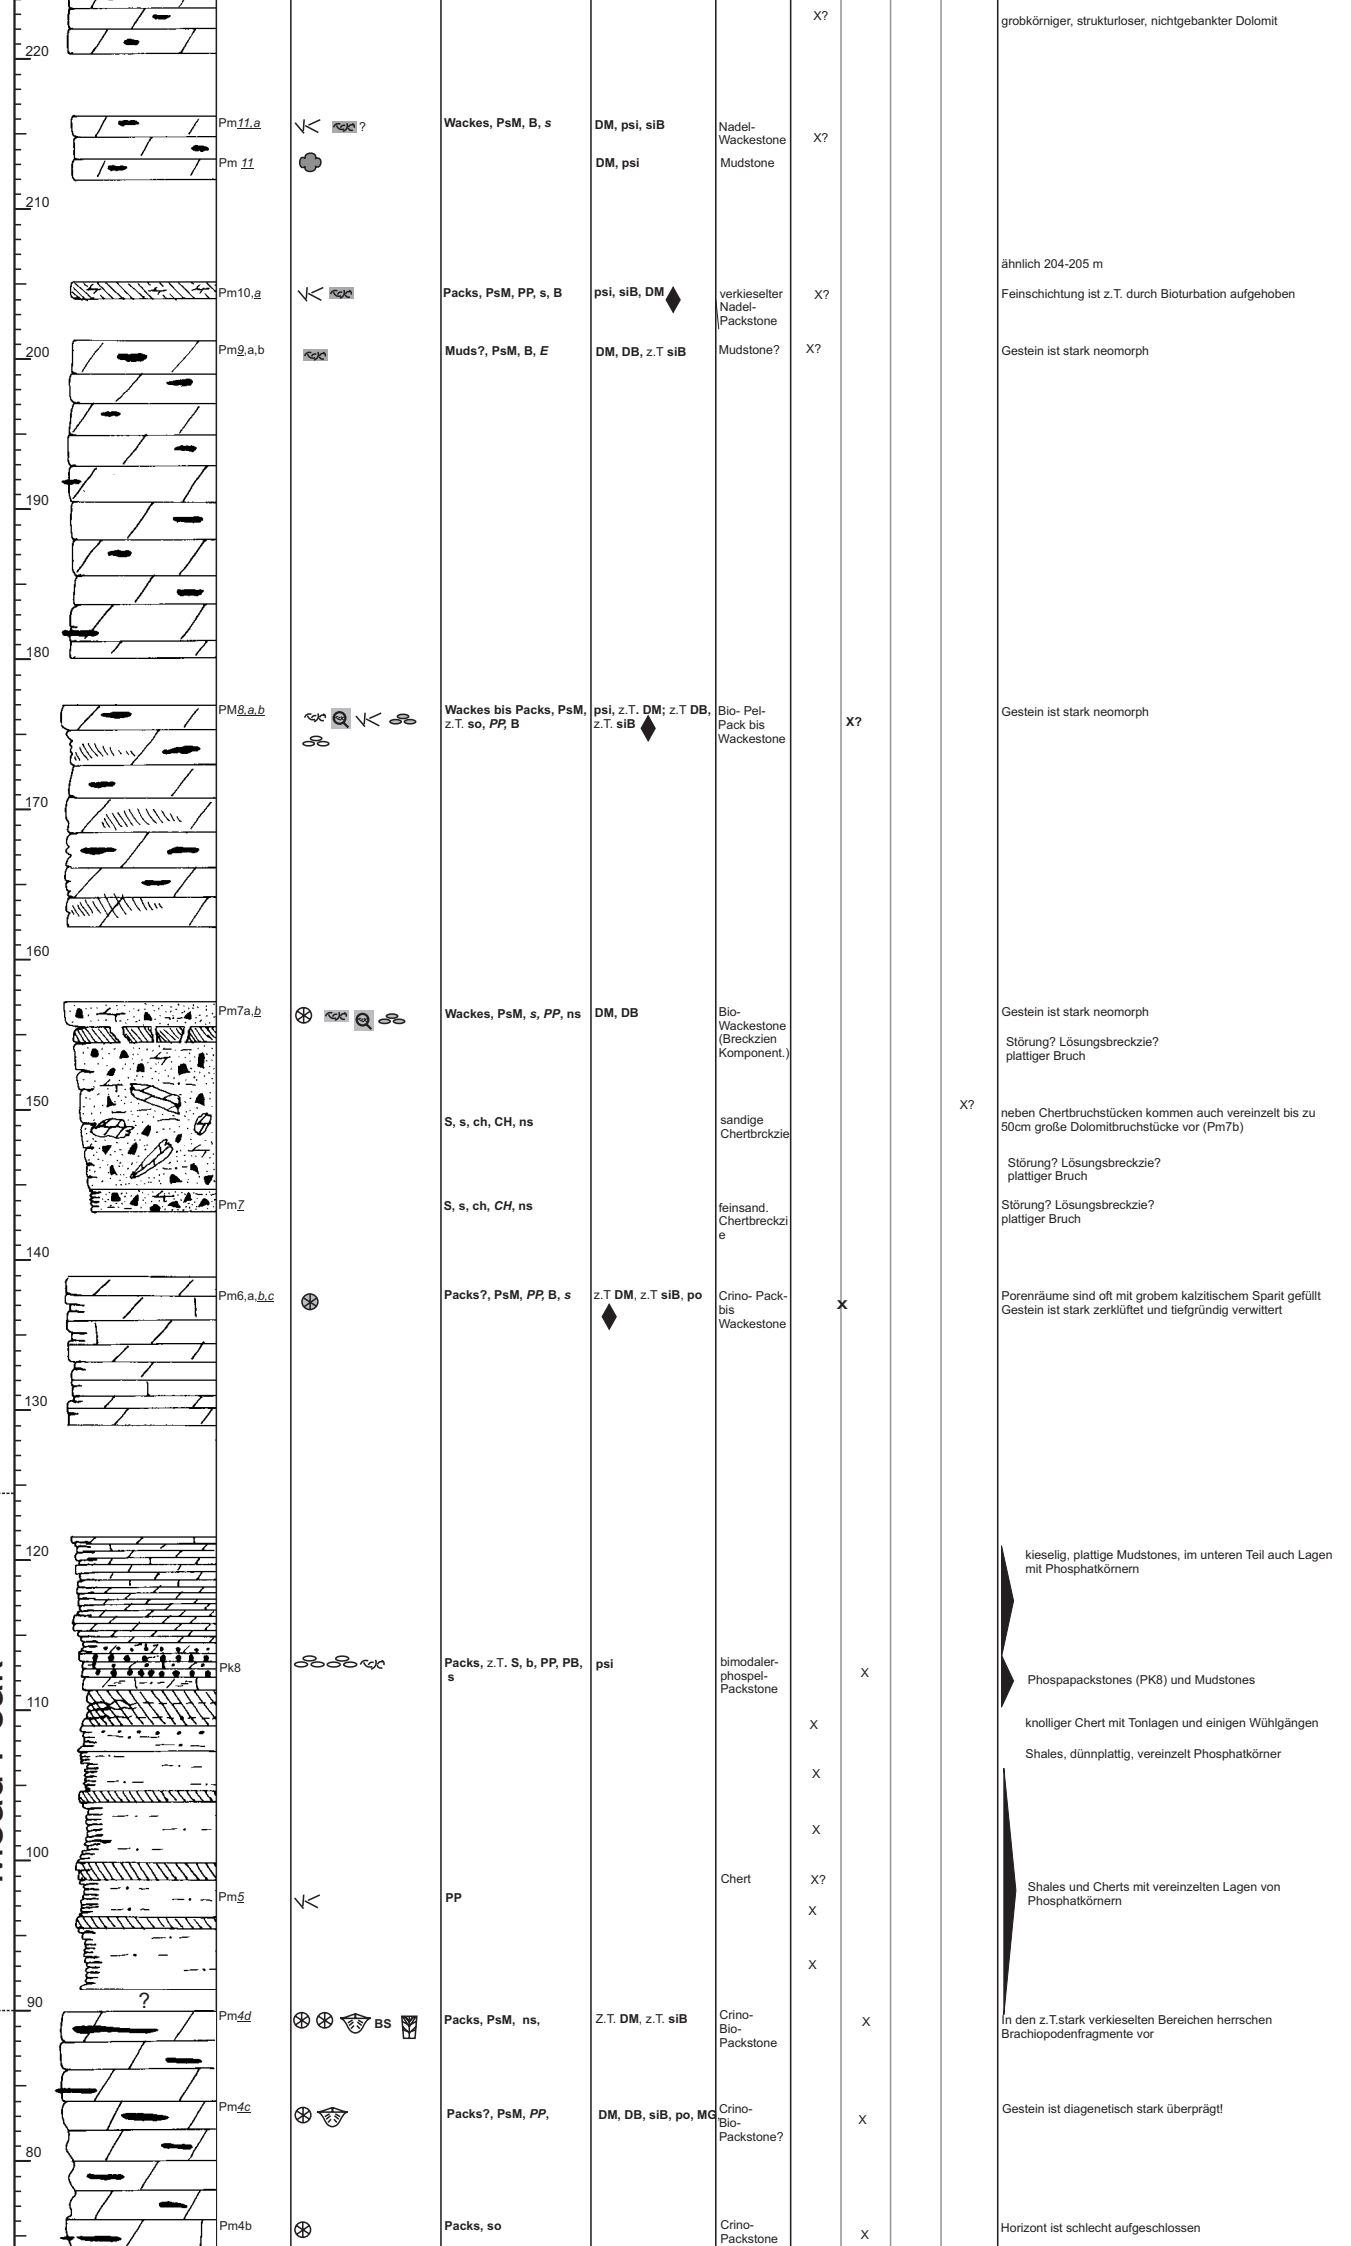 X?
grobkörniger, strukturloser, nichtgebankter Dolomit
220
Pm11,a
?
Wackes, PsM, B, s
DM, psi, siB
Nadel-
Wackestone
X?
Pm 11
DM, psi
Mudstone
210
ähnlich 204-205 m
Pm10,a
Packs, PsM, PP, s, B
psi, siB, DM
verkieselter
Nadel-
Packstone
X?
Feinschichtung ist z.T. durch Bioturbation aufgehoben
200
Pm9,a,b
Muds?, PsM, B, E
DM, DB, z.T siB
Mudstone?
X?
Gestein ist stark neomorph
190
180
PM8,a,b
Wackes bis Packs, PsM,
z.T. so, PP, B
psi, z.T. DM; z.T DB,
z.T. siB
Bio- Pel-
Pack bis
Wackestone
X?
Gestein ist stark neomorph
170
160
Pm7a,b
Wackes, PsM, s, PP, ns
DM, DB
Bio-
Wackestone
(Breckzien
Komponent.)
Gestein ist stark neomorph
Störung? Lösungsbreckzie?
plattiger Bruch
150
X?
S, s, ch, CH, ns
sandige
Chertbrckzie
neben Chertbruchstücken kommen auch vereinzelt bis zu
50cm große Dolomitbruchstücke vor (Pm7b)
Störung? Lösungsbreckzie?
plattiger Bruch
Pm7
S, s, ch, CH, ns
feinsand.
Chertbreckzi
e
Störung? Lösungsbreckzie?
plattiger Bruch
140
Pm6,a,b,c
Packs?, PsM, PP, B, s
z.T DM, z.T siB, po
Crino- Pack-
bis
Wackestone
X
Porenräume sind oft mit grobem kalzitischem Sparit gefüllt
Gestein ist stark zerklüftet und tiefgründig verwittert
130
120
kieselig, plattige Mudstones, im unteren Teil auch Lagen
mit Phosphatkörnern
Pk8
Packs, z.T. S, b, PP, PB,
s
psi
bimodaler-
phospel-
Packstone
X
Phospapackstones (PK8) und Mudstones
110
X
knolliger Chert mit Tonlagen und einigen Wühlgängen
Shales, dünnplattig, vereinzelt Phosphatkörner
X
X
100
Chert
X?
Shales und Cherts mit vereinzelten Lagen von
Phosphatkörnern
Pm5
PP
X
X
90
?
Pm4d
BS
Packs, PsM, ns,
Z.T. DM, z.T. siB
Crino-
Bio-
Packstone
X
In den z.T.stark verkieselten Bereichen herrschen
Brachiopodenfragmente vor
Pm4c
Packs?, PsM, PP,
DM, DB, siB, po, MG
Crino-
Bio-
Packstone?
X
Gestein ist diagenetisch stark überprägt!
80
Pm4b
Packs, so
Crino-
Packstone
X
Horizont ist schlecht aufgeschlossen